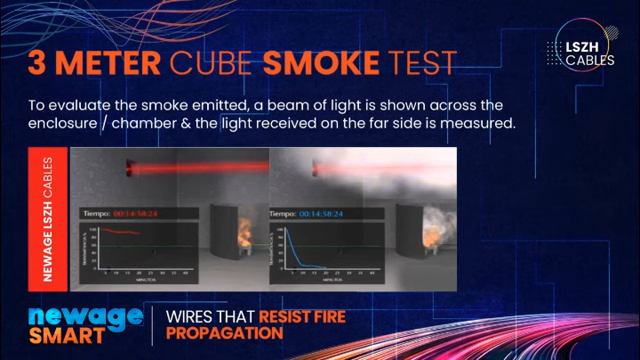 3 METER CUBE SMOKE TEST
LSZH
CABLES
To evaluate the smoke emitted, a beam of light is shown across the
enclosure / chamber & the light received on the far side is measured.
NEWAGE LSZH CABLES
Tiempo: 00:14:58:24
Tiempo: 00:14:58:24
newage
SMART
WIRES THAT RESIST FIRE
PROPAGATION